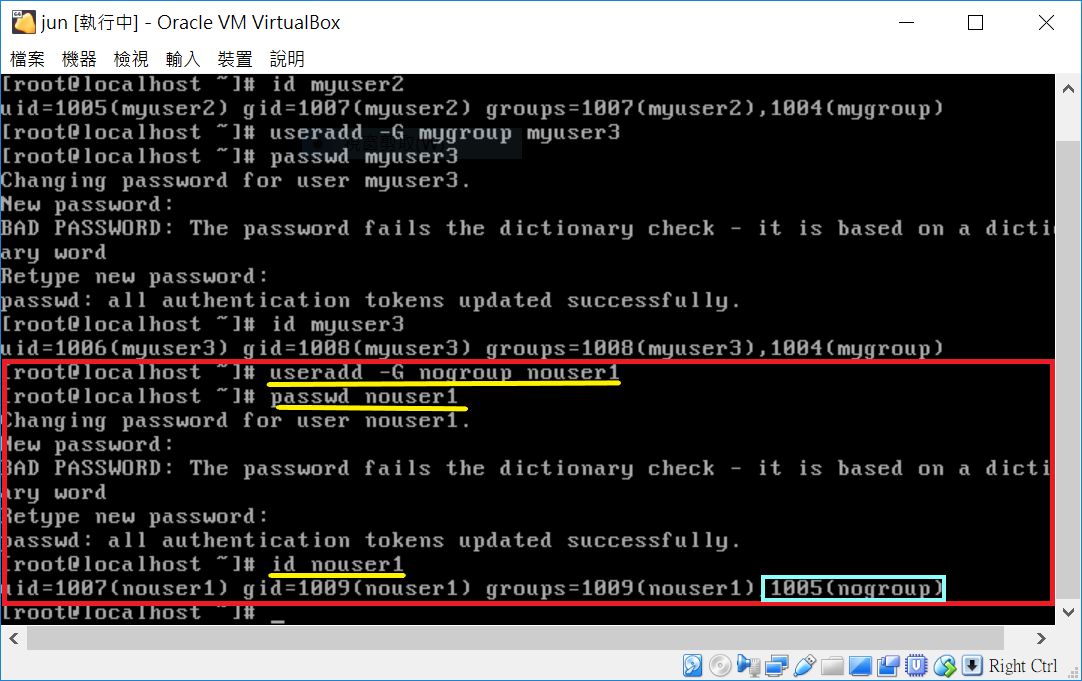 jun [執行中] - Oracle VM VirtualBox
檔案 機器 檢視 輸入 裝置 說明
[root@localhost ~]# id myuser2
uid=1005(myuser2) gid=1007(myuser2) groups=1007(myuser2),1004(mygroup)
[root@localhost ~]# useradd -G mygroup myuser3
[root@localhost ~]# passwd myuser3
Changing password for user myuser3.
New password:
BAD PASSWORD: The password fails the dictionary check - it is based on a dicti
ary word
Retype new password:
passwd: all authentication tokens updated successfully.
[root@localhost ~]# id myuser3
uid=1006(myuser3) gid=1008(myuser3) groups=1008(myuser3),1004(mygroup)
[root@localhost ~]# useradd -G nogroup nouser1
[root@localhost ~]# passwd nouser1
Changing password for user nouser1.
New password:
BAD PASSWORD: The password fails the dictionary check - it is based on a dicti
ary word
Retype new password:
passwd: all authentication tokens updated successfully.
[root@localhost ~]# id nouser1
uid=1007(nouser1) gid=1009(nouser1) groups=1009(nouser1),1005(nogroup)
[root@localhost ~]# _
Right Ctrl